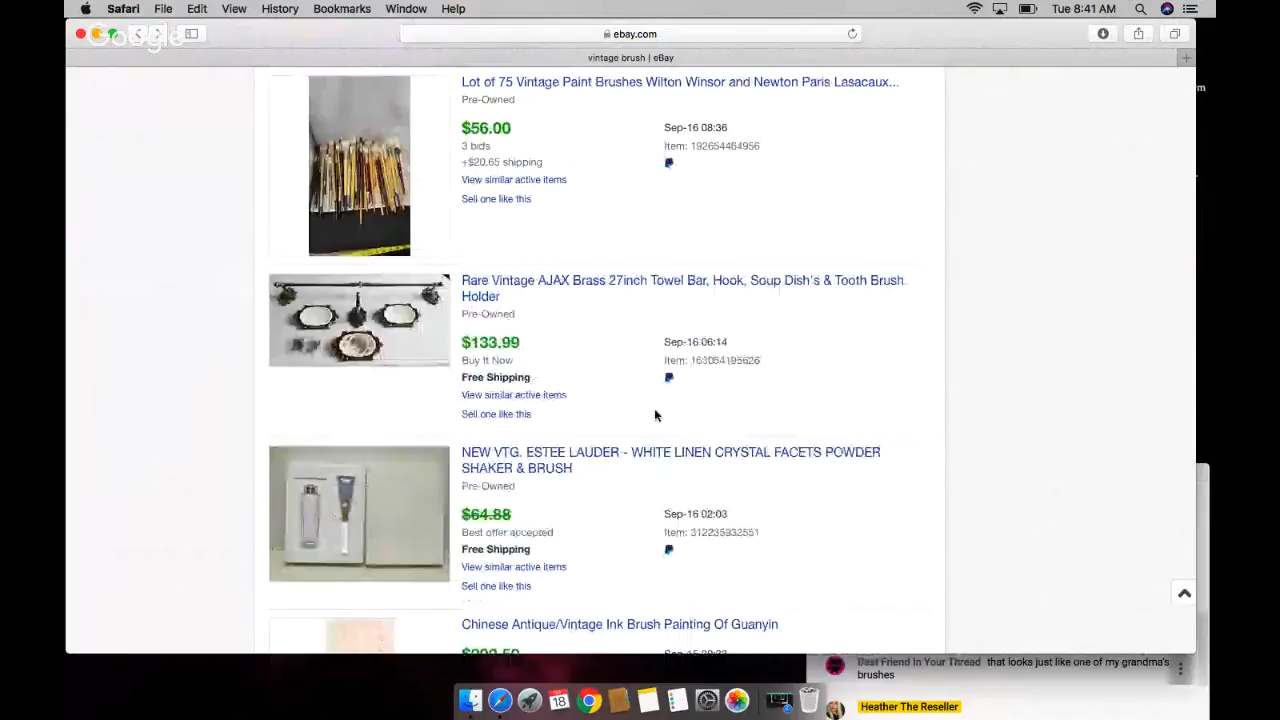 Safari File Edit View History Bookmarks Window Help
Tue 8:41 AM
Google
ebay.com
vintage brush | eBay
Lot of 75 Vintage Paint Brushes Wilton Winsor and Newton Paris Lasacaux...
Pre-Owned
$56.00
Sep-16 08:36
3 bids
Item: 192654464956
+$20.65 shipping
View similar active items
Sell one like this
Rare Vintage AJAX Brass 27inch Towel Bar, Hook, Soup Dish's & Tooth Brush
Holder
Pre-Owned
$133.99
Sep-16 06:14
Buy It Now
Free Shipping
View similar active items
Sell one like this
NEW VTG. ESTEE LAUDER - WHITE LINEN CRYSTAL FACETS POWDER
SHAKER & BRUSH
Pre-Owned
$64.88
Sep-16 02:03
Best offer accepted
Free Shipping
View similar active items
Sell one like this
Chinese Antique/Vintage Ink Brush Painting Of Guanyin
18
Best Friend In Your Thread that looks just like one of my grandma's
brushes
Heather The Reseller